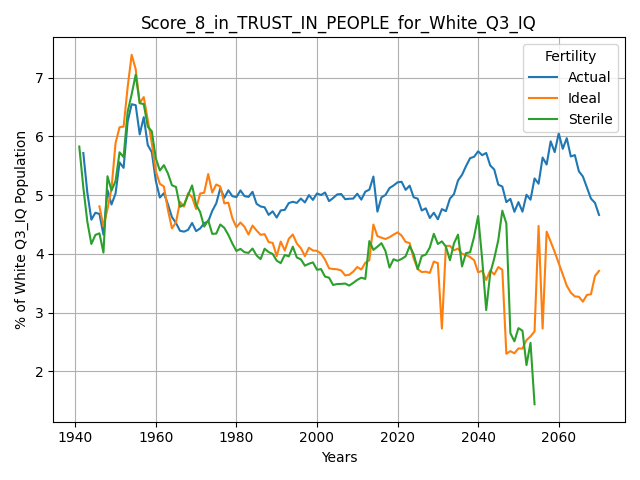 Score_8_in_TRUST_IN_PEOPLE_for_White_Q3_IQ
Fertility
Actual
Ideal
Sterile
% of White Q3_IQ Population
7
6
5
4
3
2
1940
1960
1980
2000
2020
2040
2060
Years